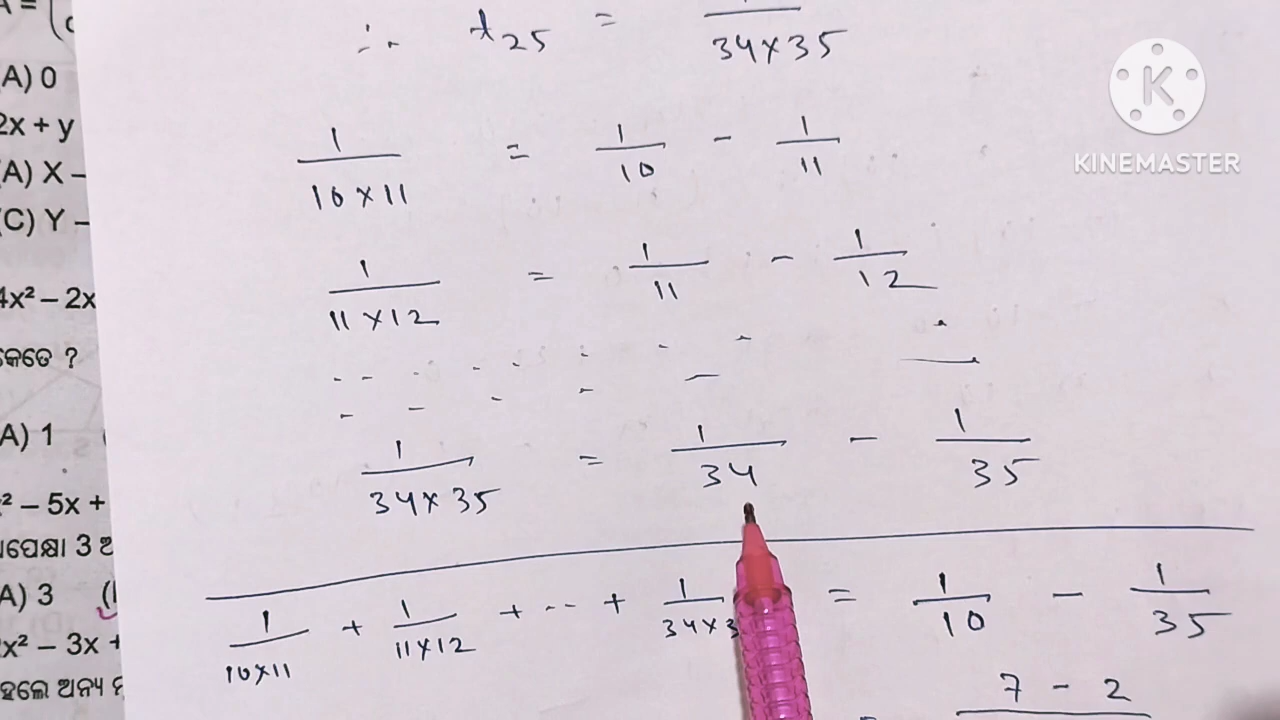 ∴ t₂₅ = 1/(34×35)
KINEMASTER
1/(10×11) = 1/10 - 1/11
1/(11×12) = 1/11 - 1/12
1/(34×35) = 1/34 - 1/35
1/(10×11) + 1/(11×12) + -- + 1/(34×3 = 1/10 - 1/35
7 - 2
(A) 0
2x + y
(A) X –
(C) Y –
4x² – 2x
କେତେ ?
A) 1
² – 5x +
A) 3
x² – 3x +